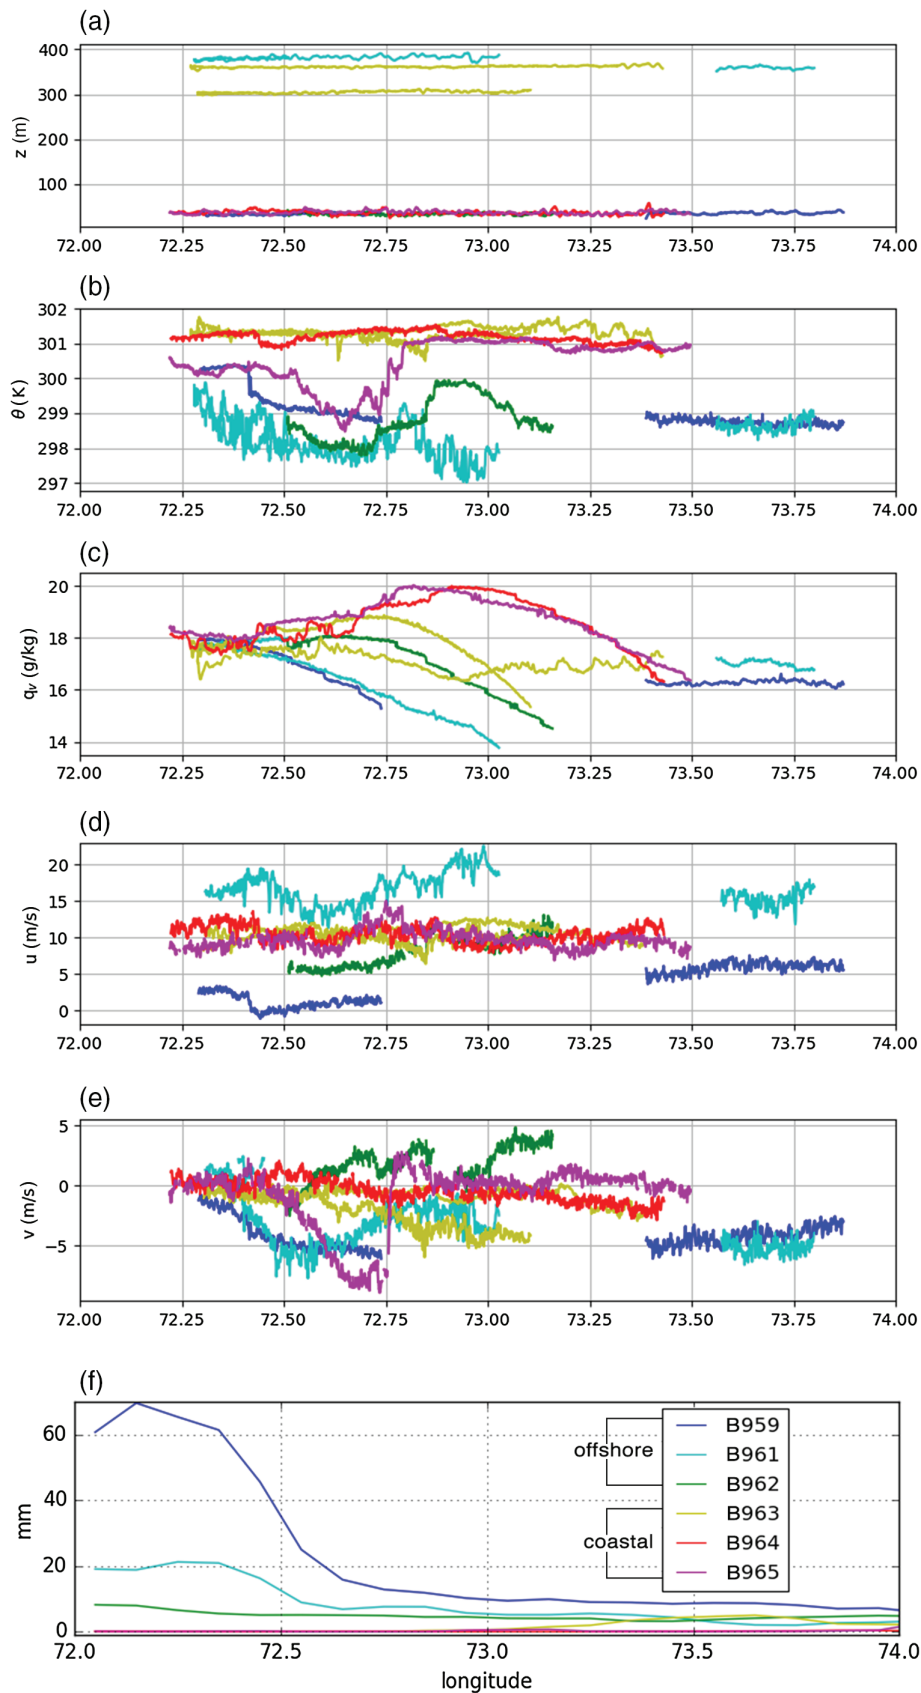 (a)
400
300
200
100
z (m)
72.00 72.25 72.50 72.75 73.00 73.25 73.50 73.75 74.00
(b)
302
301
300
299
298
297
θ (K)
72.00 72.25 72.50 72.75 73.00 73.25 73.50 73.75 74.00
(c)
20
18
16
14
qv (g/kg)
72.00 72.25 72.50 72.75 73.00 73.25 73.50 73.75 74.00
(d)
20
15
10
5
0
u (m/s)
72.00 72.25 72.50 72.75 73.00 73.25 73.50 73.75 74.00
(e)
5
0
−5
v (m/s)
72.00 72.25 72.50 72.75 73.00 73.25 73.50 73.75 74.00
(f)
60
40
20
0
mm
offshore
coastal
B959
B961
B962
B963
B964
B965
72.0 72.5 73.0 73.5 74.0
longitude